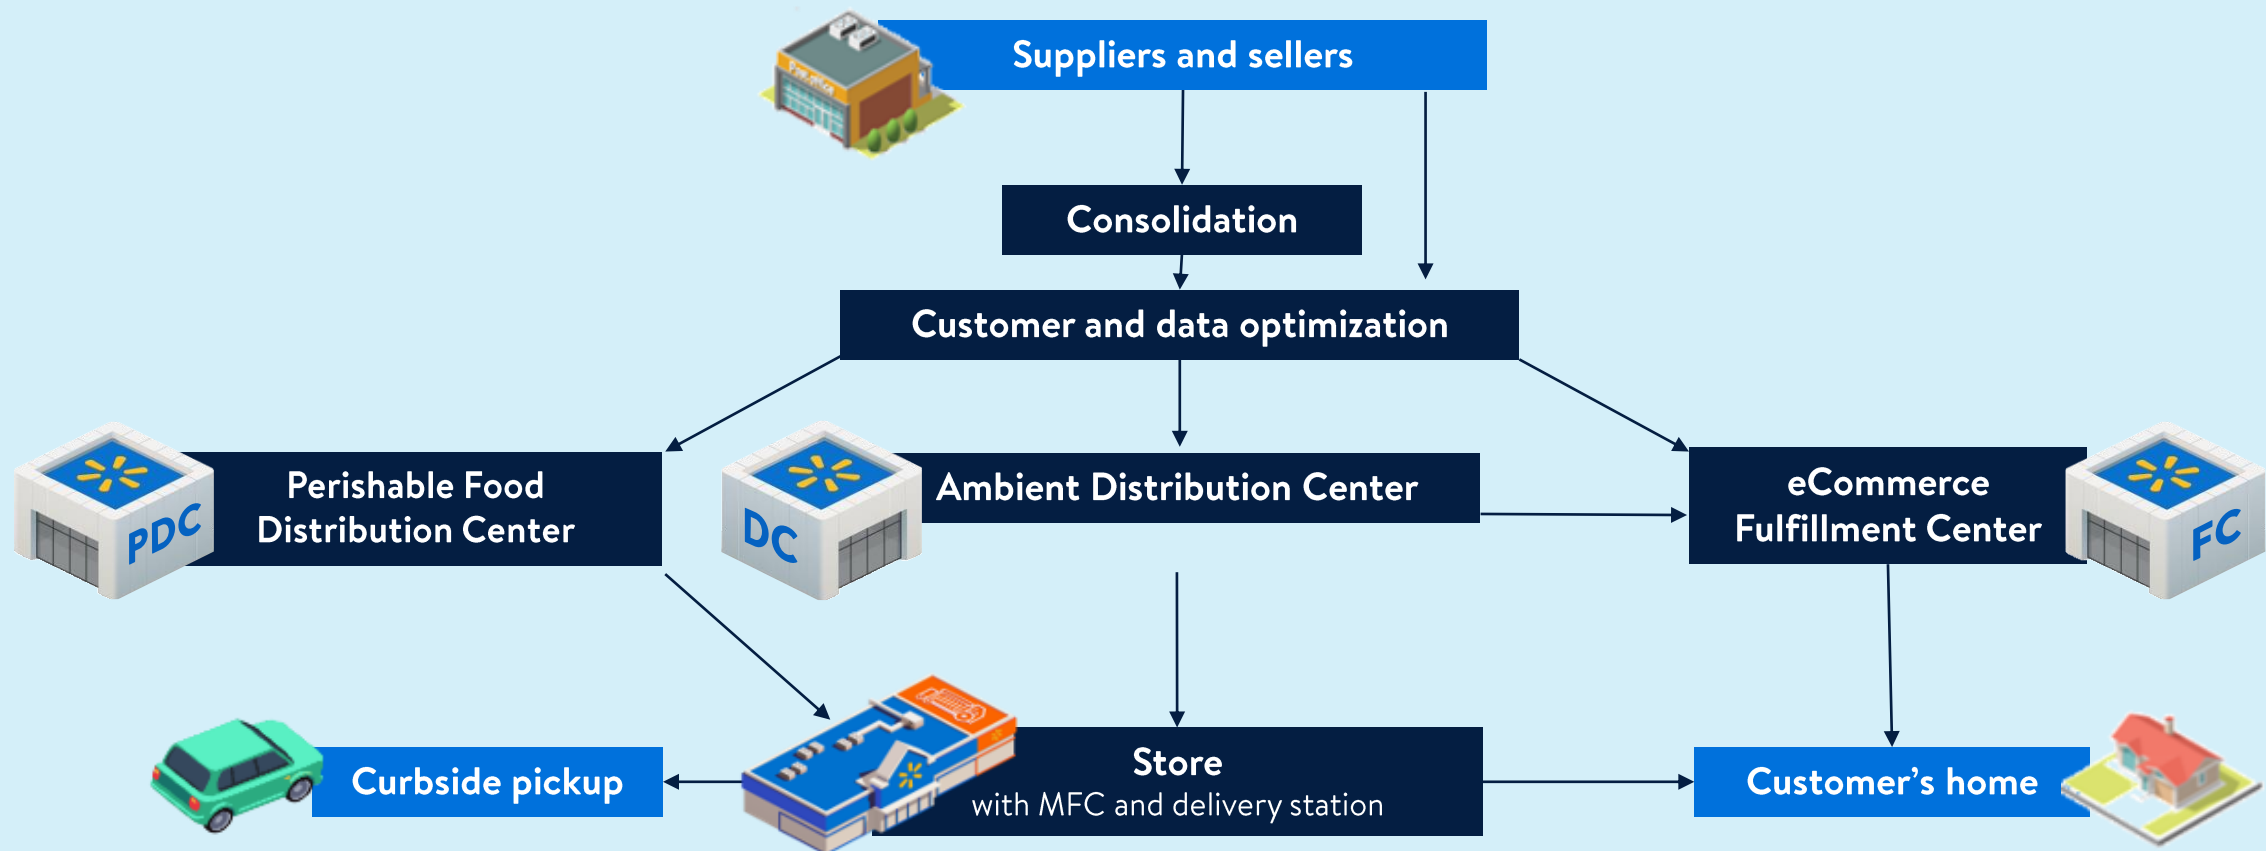 Suppliers and sellers
Consolidation
Customer and data optimization
Perishable Food
Distribution Center
PDC
Ambient Distribution Center
DC
eCommerce
Fulfillment Center
FC
Curbside pickup
Store
with MFC and delivery station
Customer’s home